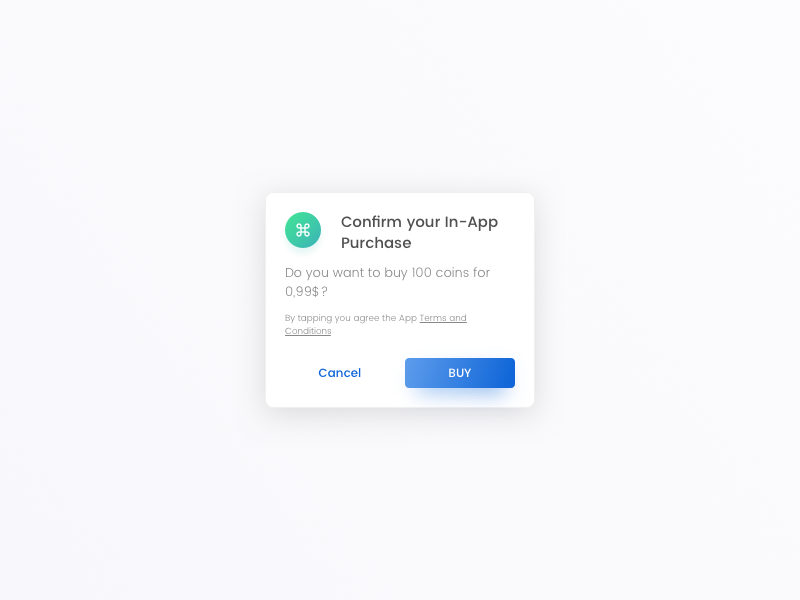 Confirm your In-App
Purchase
Do you want to buy 100 coins for
0,99$?
By tapping you agree the App Terms and
Conditions
Cancel
BUY